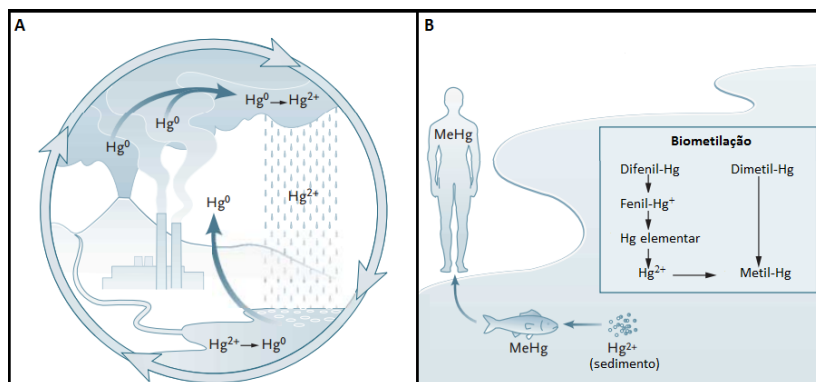 A
Hg⁰→Hg²⁺
Hg⁰
Hg⁰
Hg²⁺
Hg⁰
Hg²⁺→Hg⁰
B
MeHg
Biometilação
Difenil-Hg
Dimetil-Hg
Fenil-Hg⁺
Hg elementar
Hg²⁺
Metil-Hg
MeHg
Hg²⁺
(sedimento)